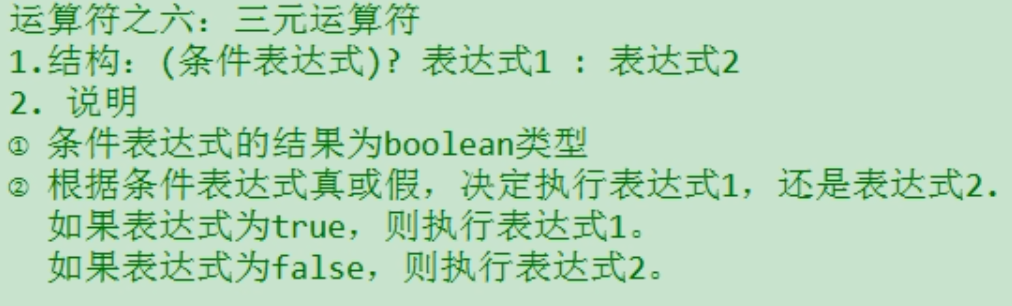 运算符之六：三元运算符
1.结构：(条件表达式)? 表达式1 : 表达式2
2. 说明
① 条件表达式的结果为boolean类型
② 根据条件表达式真或假，决定执行表达式1，还是表达式2.
如果表达式为true，则执行表达式1。
如果表达式为false，则执行表达式2。